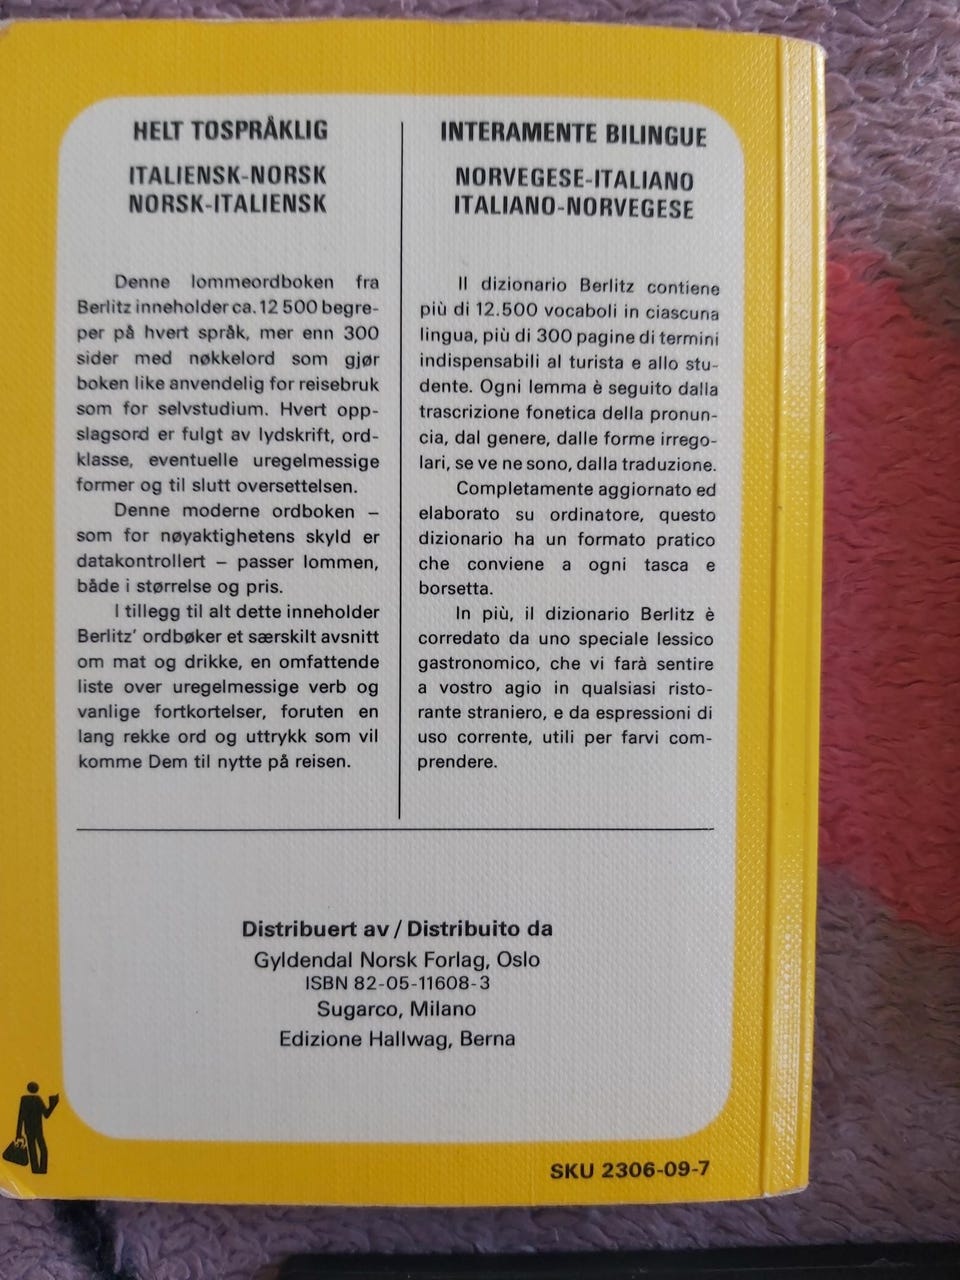 HELT TOSPRÅKLIG
ITALIENSK-NORSK
NORSK-ITALIENSK
Denne lommeordboken fra
Berlitz inneholder ca. 12 500 begre-
per på hvert språk, mer enn 300
sider med nøkkelord som gjør
boken like anvendelig for reisebruk
som for selvstudium. Hvert opp-
slagsord er fulgt av lydskrift, ord-
klasse, eventuelle uregelmessige
former og til slutt oversettelsen.
Denne moderne ordboken –
som for nøyaktighetens skyld er
datakontrollert – passer lommen,
både i størrelse og pris.
I tillegg til alt dette inneholder
Berlitz’ ordbøker et særskilt avsnitt
om mat og drikke, en omfattende
liste over uregelmessige verb og
vanlige fortkortelser, foruten en
lang rekke ord og uttrykk som vil
komme Dem til nytte på reisen.
INTERAMENTE BILINGUE
NORVEGESE-ITALIANO
ITALIANO-NORVEGESE
Il dizionario Berlitz contiene
più di 12.500 vocaboli in ciascuna
lingua, più di 300 pagine di termini
indispensabili al turista e allo stu-
dente. Ogni lemma è seguito dalla
trascrizione fonetica della pronun-
cia, dal genere, dalle forme irrego-
lari, se ve ne sono, dalla traduzione.
Completamente aggiornato ed
elaborato su ordinatore, questo
dizionario ha un formato pratico
che conviene a ogni tasca e
borsetta.
In più, il dizionario Berlitz è
corredato da uno speciale lessico
gastronomico, che vi farà sentire
a vostro agio in qualsiasi risto-
rante straniero, e da espressioni di
uso corrente, utili per farvi com-
prendere.
Distribuert av / Distribuito da
Gyldendal Norsk Forlag, Oslo
ISBN 82-05-11608-3
Sugarco, Milano
Edizione Hallwag, Berna
SKU 2306-09-7